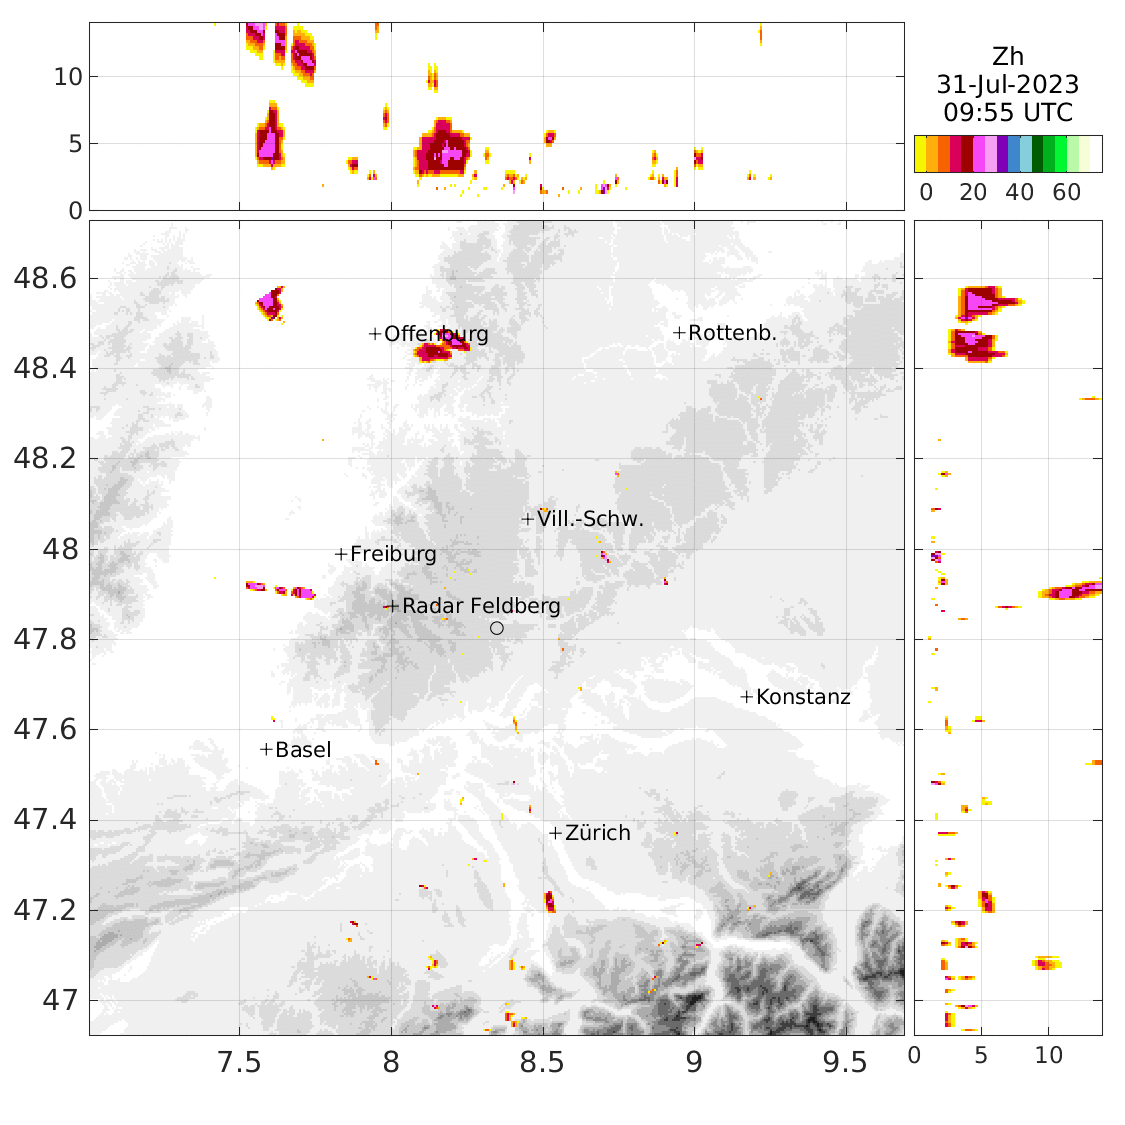 Zh
31-Jul-2023
09:55 UTC
10
5
0
0 20 40 60
48.6
48.4
48.2
48
47.8
47.6
47.4
47.2
47
Offenburg
Rottenb.
Vill.-Schw.
Freiburg
Radar Feldberg
Konstanz
Basel
Zürich
7.5 8 8.5 9 9.5
0 5 10